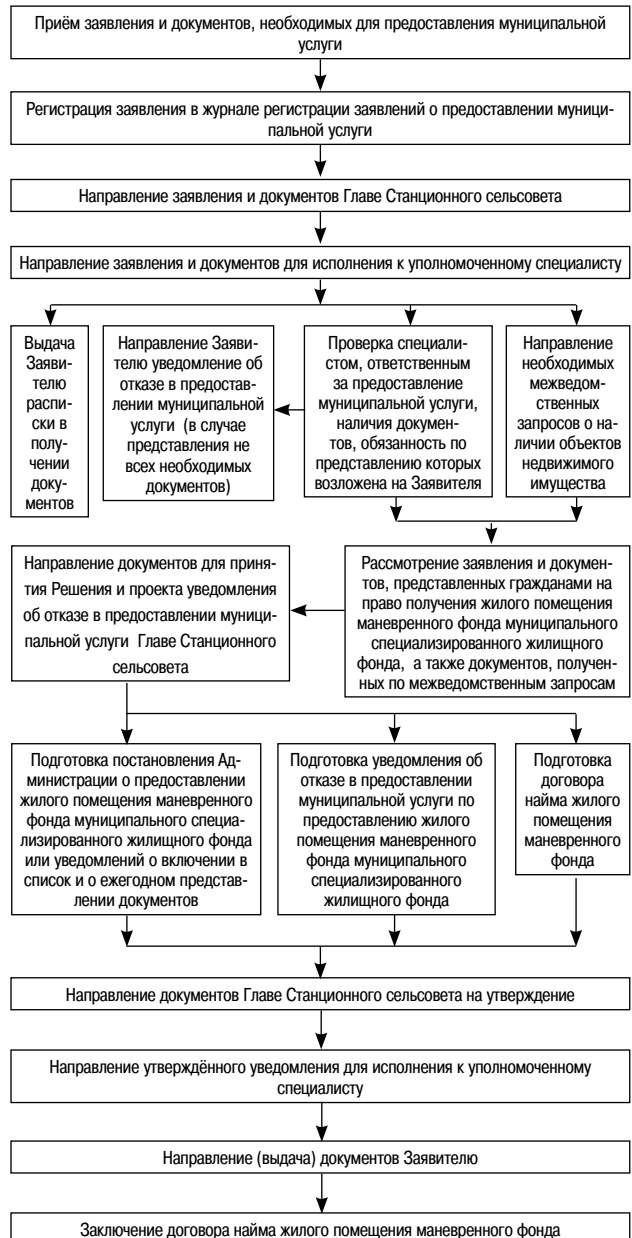 Приём заявления и документов, необходимых для предоставления муниципальной
услуги
Регистрация заявления в журнале регистрации заявлений о предоставлении муници-
пальной услуги
Направление заявления и документов Главе Станционного сельсовета
Направление заявления и документов для исполнения к уполномоченному специалисту
Выдача
Заяви-
телю
распи-
ски в
полу-
чении
доку-
ментов
Направление Заяви-
телю уведомление об
отказе в предостав-
лении муниципальной
услуги (в случае
представления не
всех необходимых
документов)
Проверка специали-
стом, ответственным
за предоставление
муниципальной услуги,
наличия докумен-
тов, обязанность по
представлению которых
возложена на Заявителя
Направление
необходимых
межведом-
ственных
запросов о на-
личии объектов
недвижимого
имущества
Направление документов для приня-
тия Решения и проекта уведомления
об отказе в предоставлении муници-
пальной услуги Главе Станционного
сельсовета
Рассмотрение заявления и докумен-
тов, представленных гражданами на
право получения жилого помещения
маневренного фонда муниципального
специализированного жилищного
фонда, а также документов, получен-
ных по межведомственным запросам
Подготовка постановления Ад-
министрации о предоставлении
жилого помещения маневренного
фонда муниципального специа-
лизированного жилищного фонда
или уведомлений о включении в
список и о ежегодном представ-
лении документов
Подготовка уведомления об
отказе в предоставлении
муниципальной услуги по
предоставлению жилого
помещения маневренного
фонда муниципального
специализированного
жилищного фонда
Подготовка
договора
найма жилого
помещения
маневренного
фонда
Направление документов Главе Станционного сельсовета на утверждение
Направление утверждённого уведомления для исполнения к уполномоченному
специалисту
Направление (выдача) документов Заявителю
Заключение договора найма жилого помещения маневренного фонда